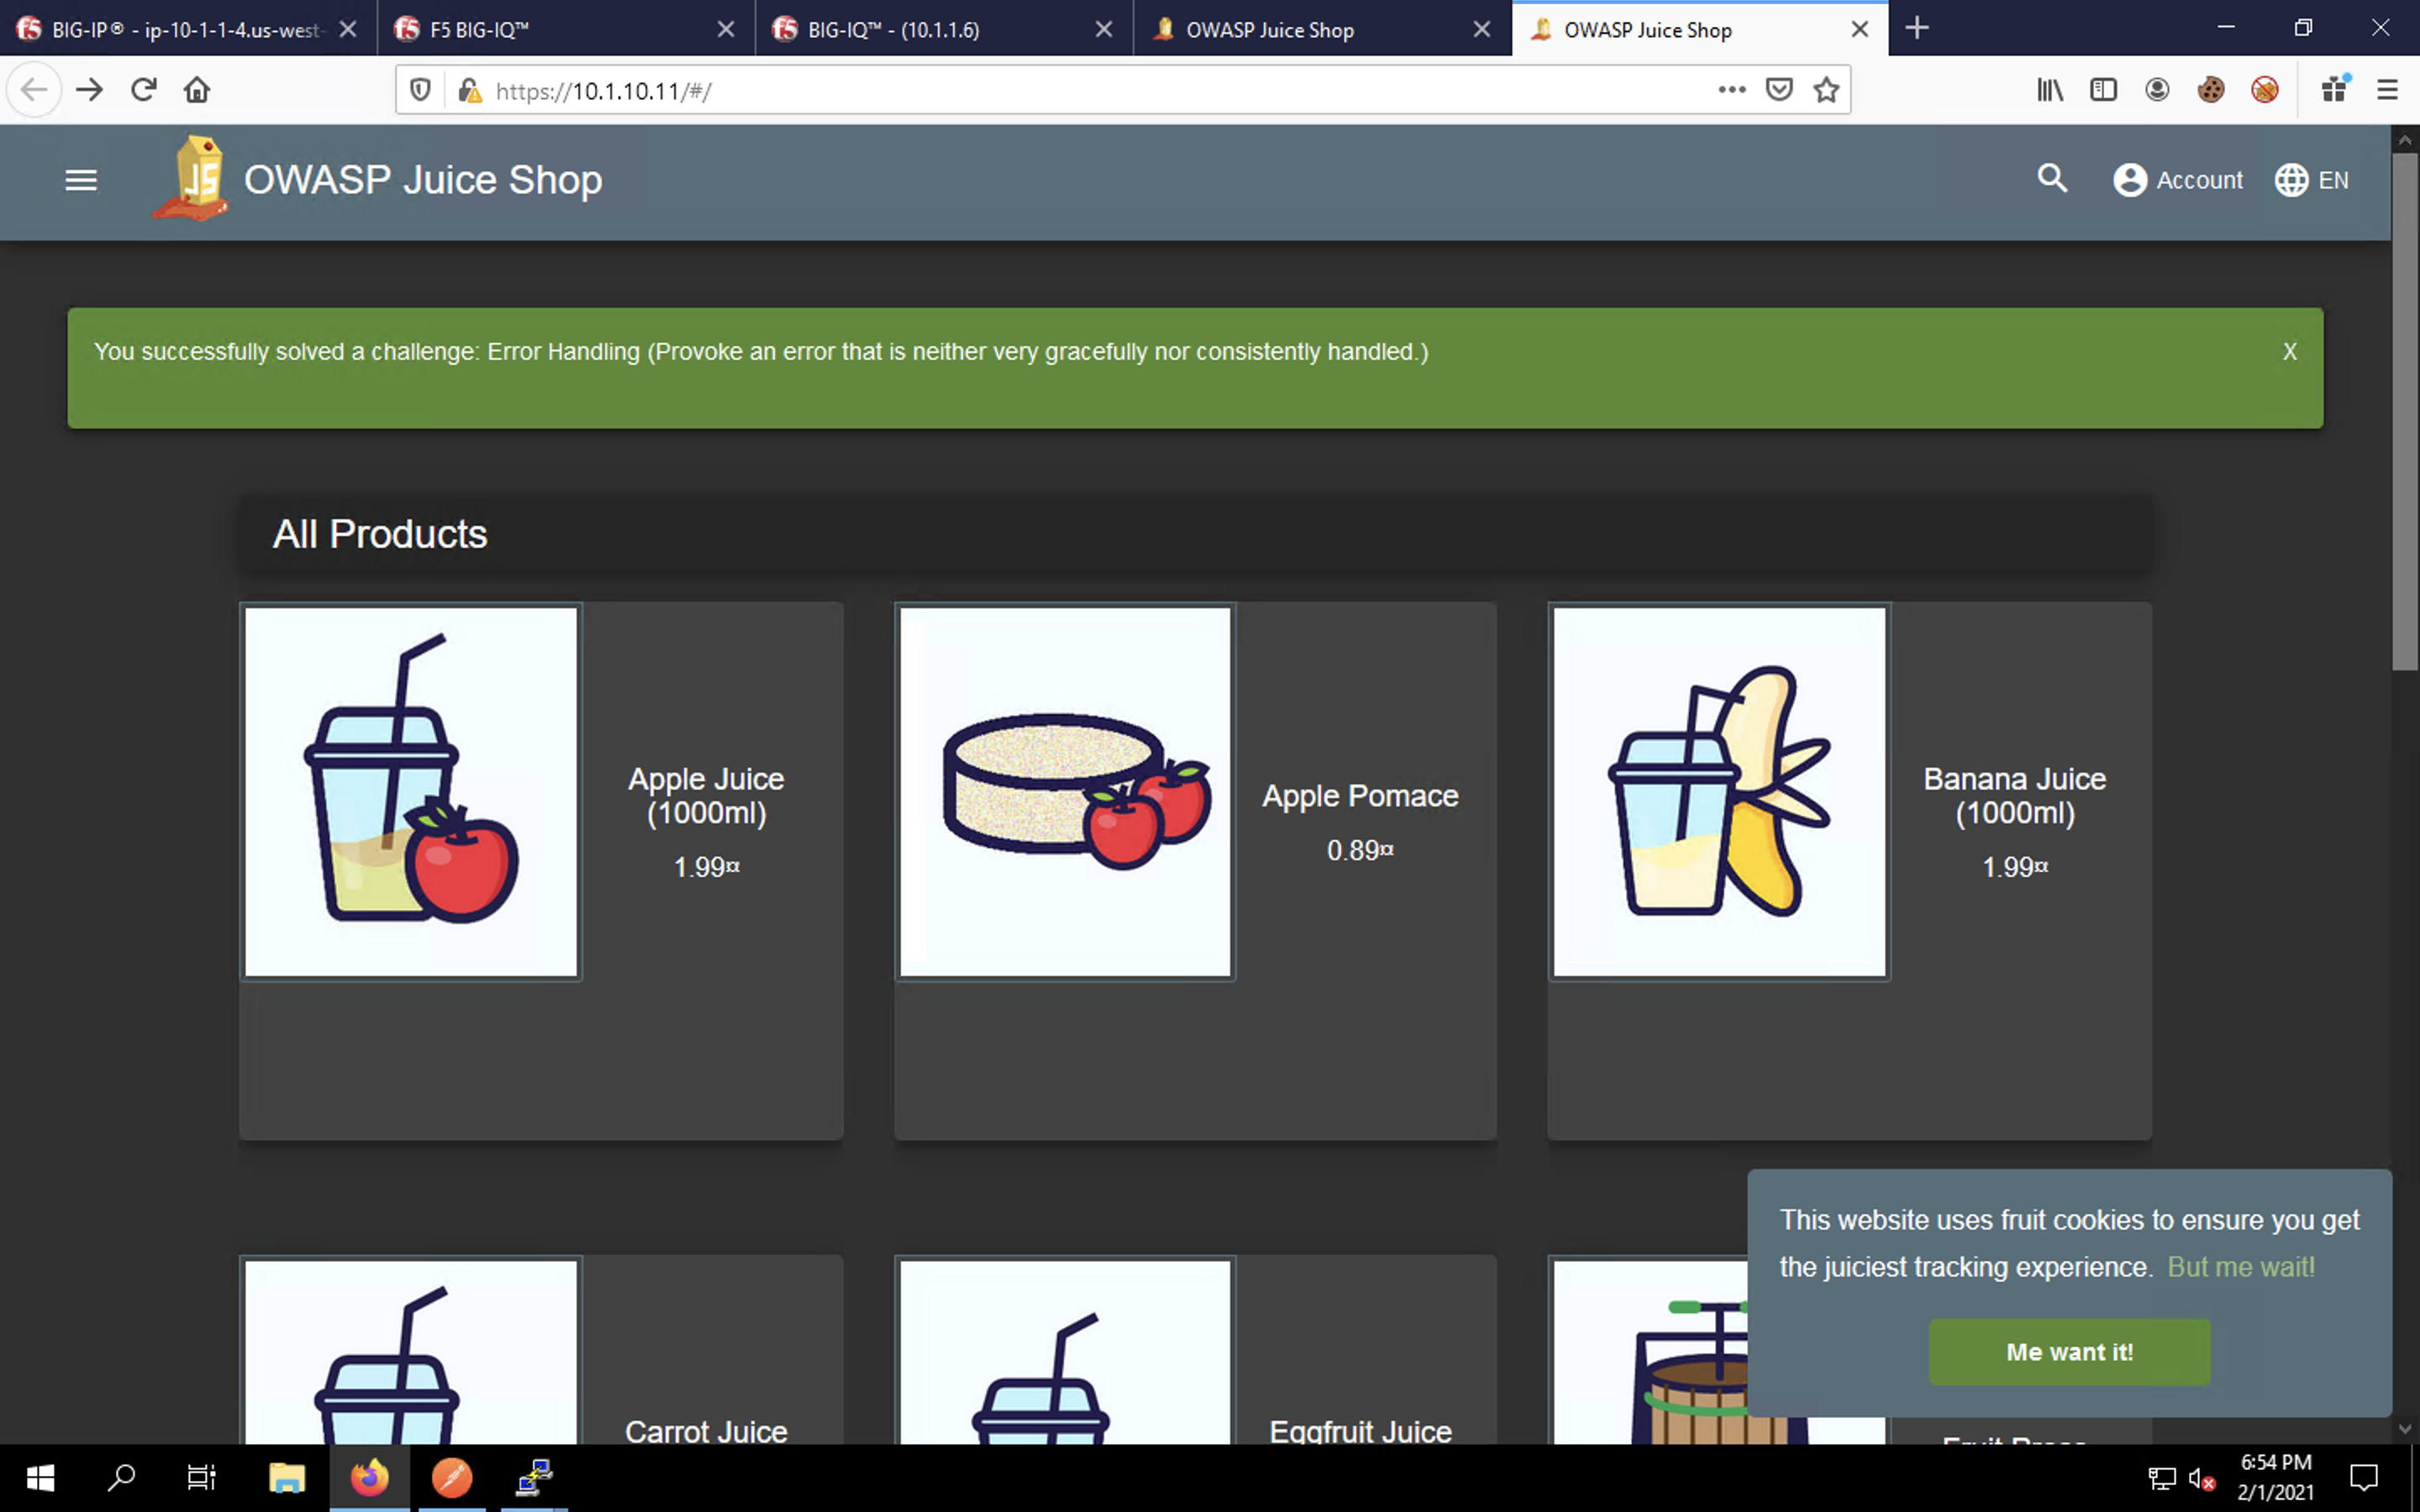 BIG-IP® - ip-10-1-1-4.us-west-
F5 BIG-IQ™
BIG-IQ™ - (10.1.1.6)
OWASP Juice Shop
OWASP Juice Shop
https://10.1.10.11/#/
JS
OWASP Juice Shop
Account
EN
You successfully solved a challenge: Error Handling (Provoke an error that is neither very gracefully nor consistently handled.)
X
All Products
Apple Juice
(1000ml)
1.99¤
Apple Pomace
0.89¤
Banana Juice
(1000ml)
1.99¤
This website uses fruit cookies to ensure you get
the juiciest tracking experience. But me wait!
Me want it!
Carrot Juice
Eggfruit Juice
Fruit Press
6:54 PM
2/1/2021